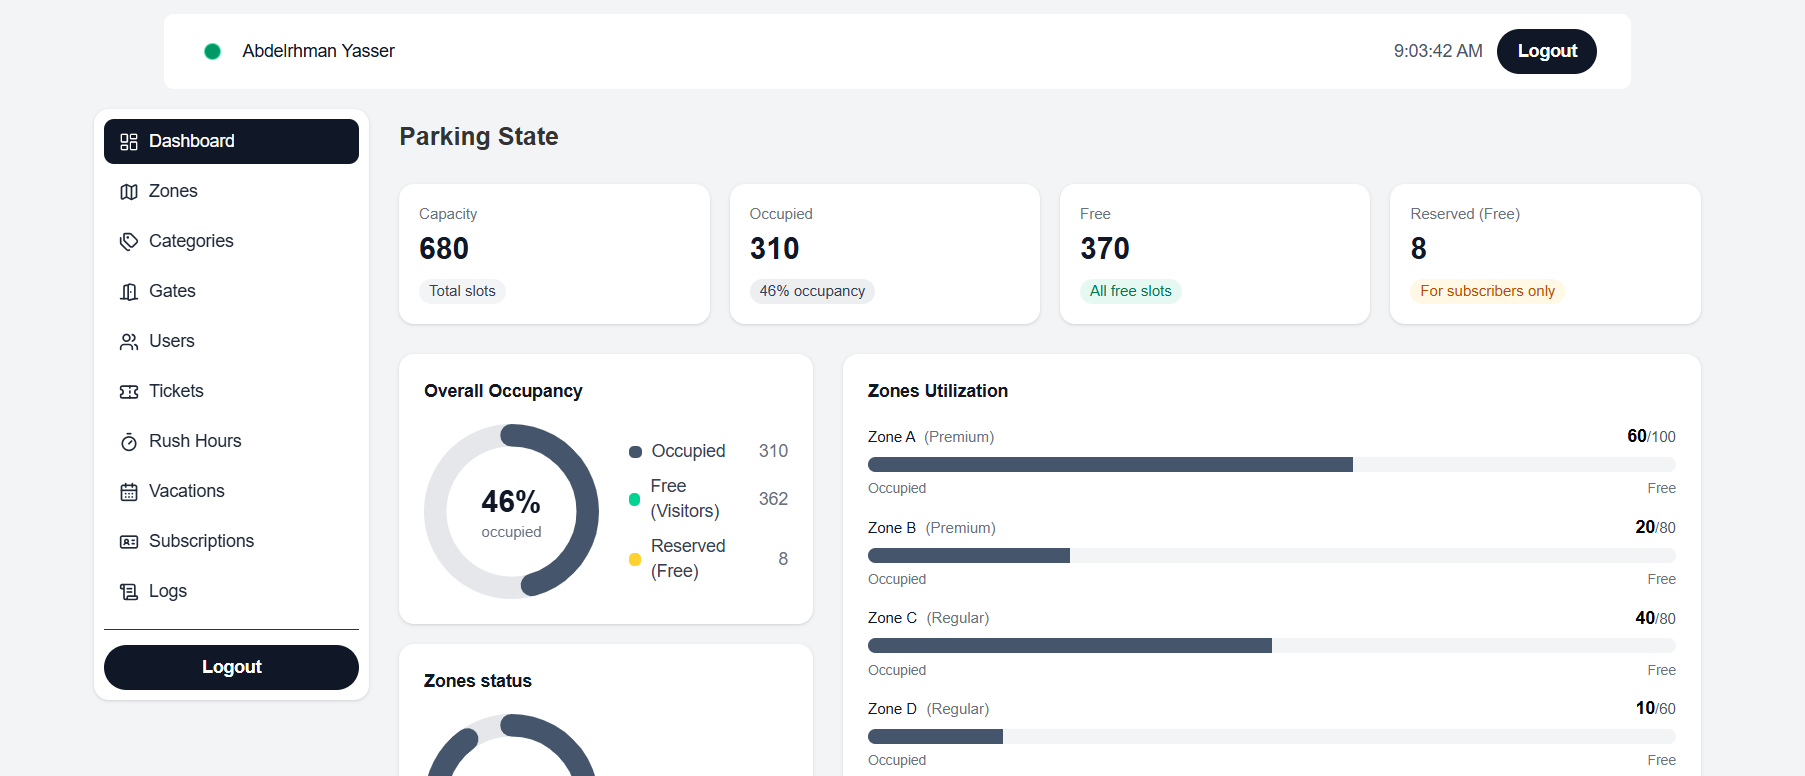 Abdelrhman Yasser
9:03:42 AM
Logout
Dashboard
Zones
Categories
Gates
Users
Tickets
Rush Hours
Vacations
Subscriptions
Logs
Logout
Parking State
Capacity
680
Total slots
Occupied
310
46% occupancy
Free
370
All free slots
Reserved (Free)
8
For subscribers only
Overall Occupancy
46%
occupied
Occupied 310
Free
(Visitors) 362
Reserved
(Free) 8
Zones status
Zones Utilization
Zone A (Premium) 60/100
Occupied Free
Zone B (Premium) 20/80
Occupied Free
Zone C (Regular) 40/80
Occupied Free
Zone D (Regular) 10/60
Occupied Free